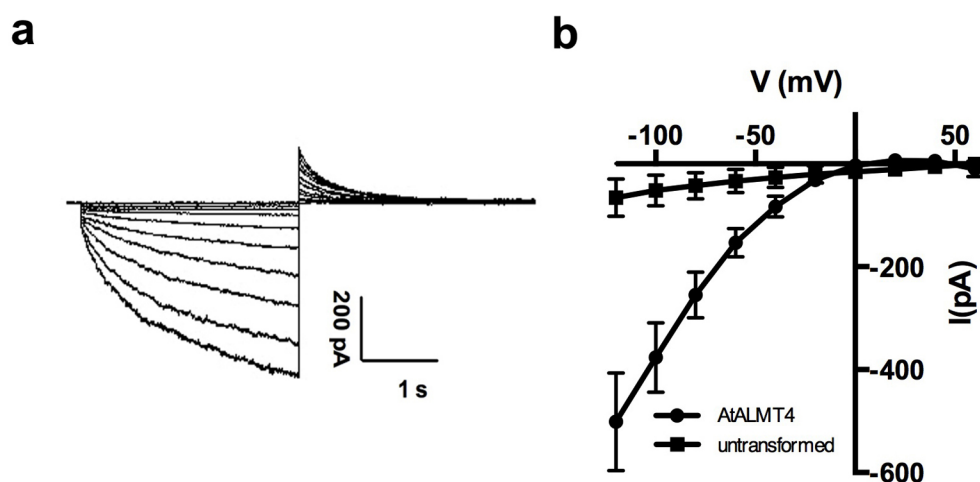 a
200 pA
1 s
b
V (mV)
-100
-50
50
-200
-400
-600
I(pA)
AtALMT4
untransformed